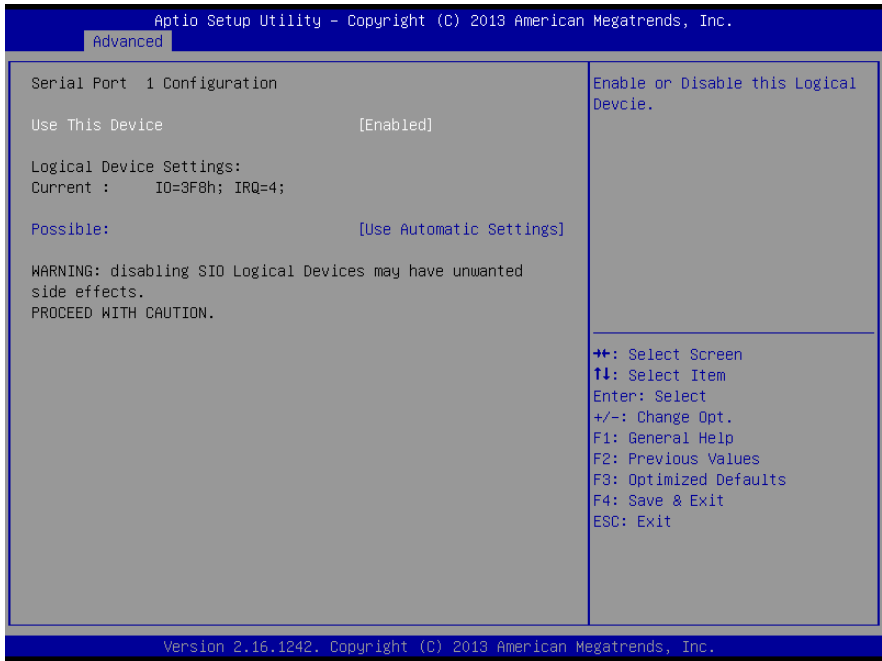 Aptio Setup Utility – Copyright (C) 2013 American Megatrends, Inc.
Advanced
Serial Port 1 Configuration
Use This Device [Enabled]
Logical Device Settings:
Current : IO=3F8h; IRQ=4;
Possible: [Use Automatic Settings]
WARNING: disabling SIO Logical Devices may have unwanted
side effects.
PROCEED WITH CAUTION.
Enable or Disable this Logical
Devcie.
→←: Select Screen
↑↓: Select Item
Enter: Select
+/-: Change Opt.
F1: General Help
F2: Previous Values
F3: Optimized Defaults
F4: Save & Exit
ESC: Exit
Version 2.16.1242. Copyright (C) 2013 American Megatrends, Inc.